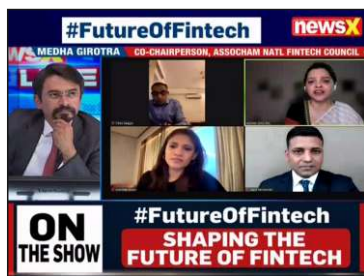 #FutureOfFintech
newsx
MEDHA GIROTRA
CO-CHAIRPERSON, ASSOCHAM NATL FINTECH COUNCIL
ON
THE SHOW
#FutureOfFintech
SHAPING THE
FUTURE OF FINTECH